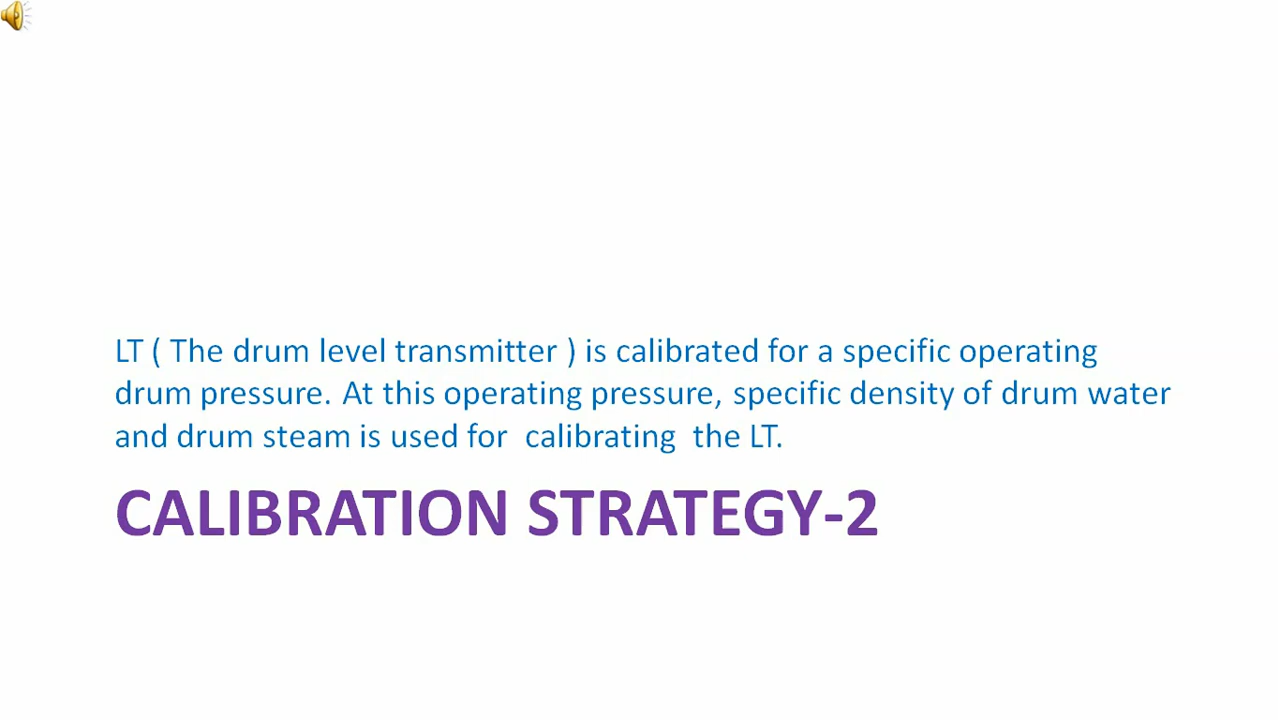 LT ( The drum level transmitter ) is calibrated for a specific operating
drum pressure. At this operating pressure, specific density of drum water
and drum steam is used for calibrating the LT.
CALIBRATION STRATEGY-2